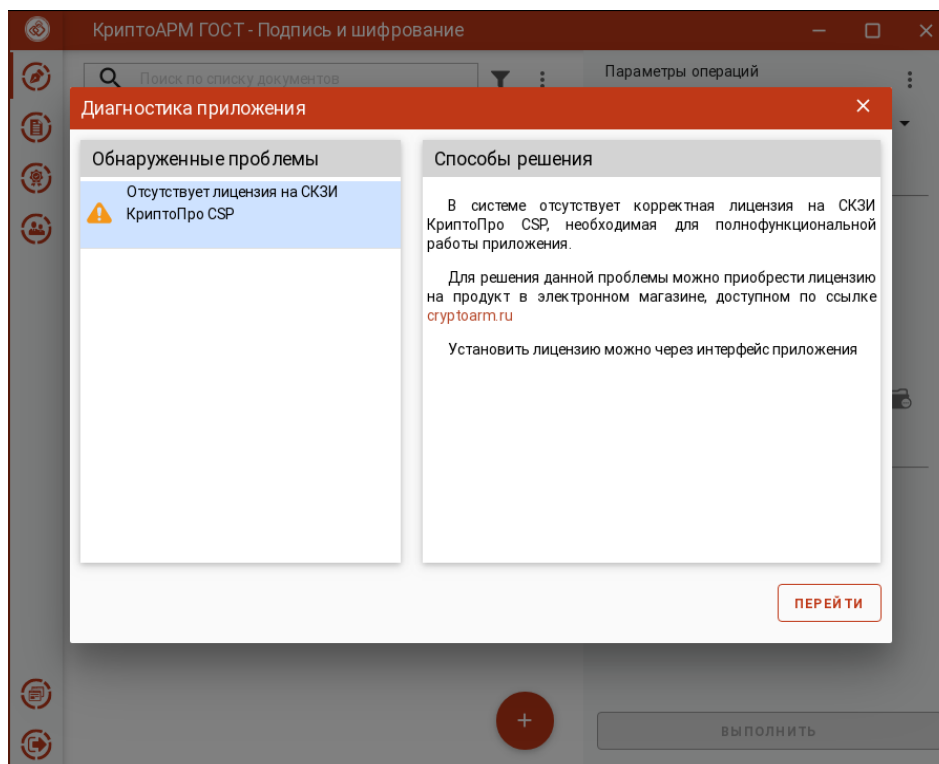 КриптоАРМ ГОСТ - Подпись и шифрование
Поиск по списку документов
Параметры операций
Диагностика приложения
Обнаруженные проблемы
Отсутствует лицензия на СКЗИ
КриптоПро CSP
Способы решения
В системе отсутствует корректная лицензия на СКЗИ
КриптоПро CSP, необходимая для полнофункциональной
работы приложения.
Для решения данной проблемы можно приобрести лицензию
на продукт в электронном магазине, доступном по ссылке
cryptoarm.ru
Установить лицензию можно через интерфейс приложения
ПЕРЕЙТИ
ВЫПОЛНИТЬ